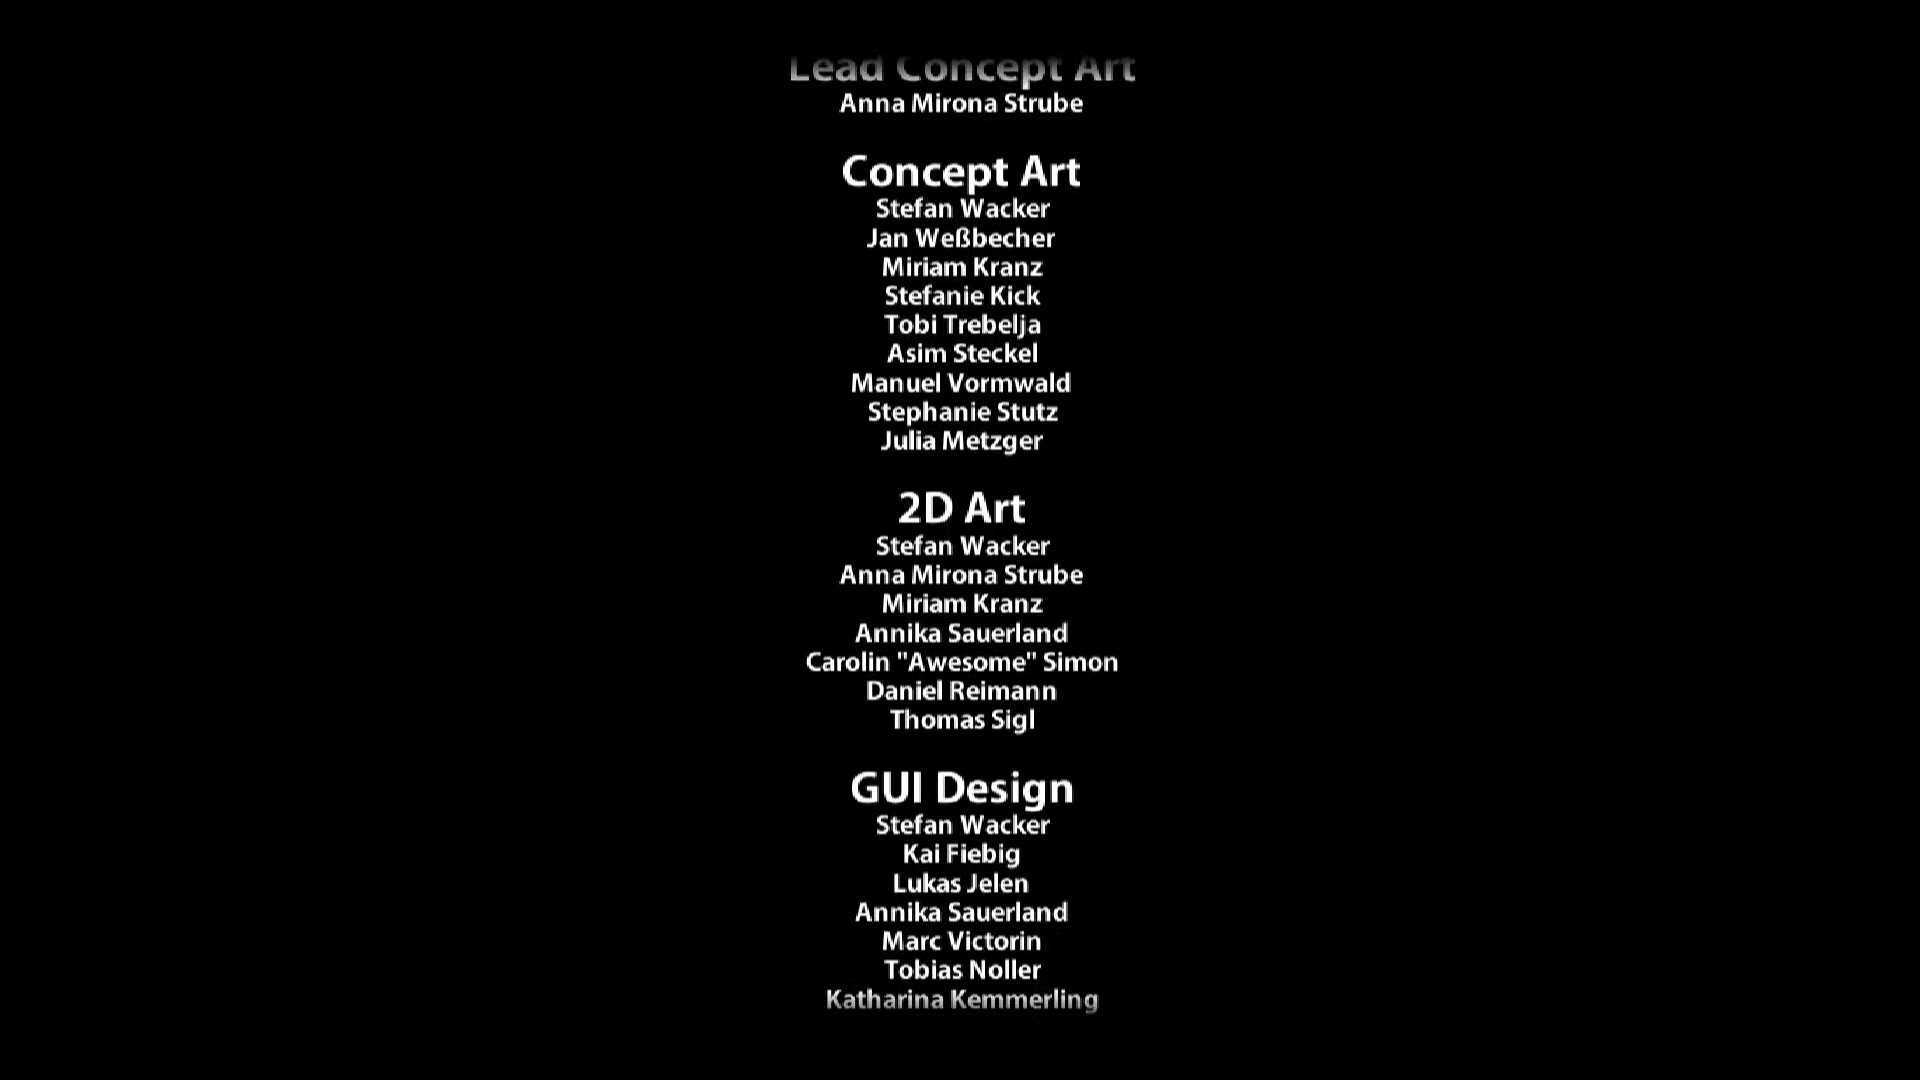 Lead Concept Art
Anna Mirona Strube
Concept Art
Stefan Wacker
Jan Weßbecher
Miriam Kranz
Stefanie Kick
Tobi Trebelja
Asim Steckel
Manuel Vormwald
Stephanie Stutz
Julia Metzger
2D Art
Stefan Wacker
Anna Mirona Strube
Miriam Kranz
Annika Sauerland
Carolin "Awesome" Simon
Daniel Reimann
Thomas Sigl
GUI Design
Stefan Wacker
Kai Fiebig
Lukas Jelen
Annika Sauerland
Marc Victorin
Tobias Noller
Katharina Kemmerling